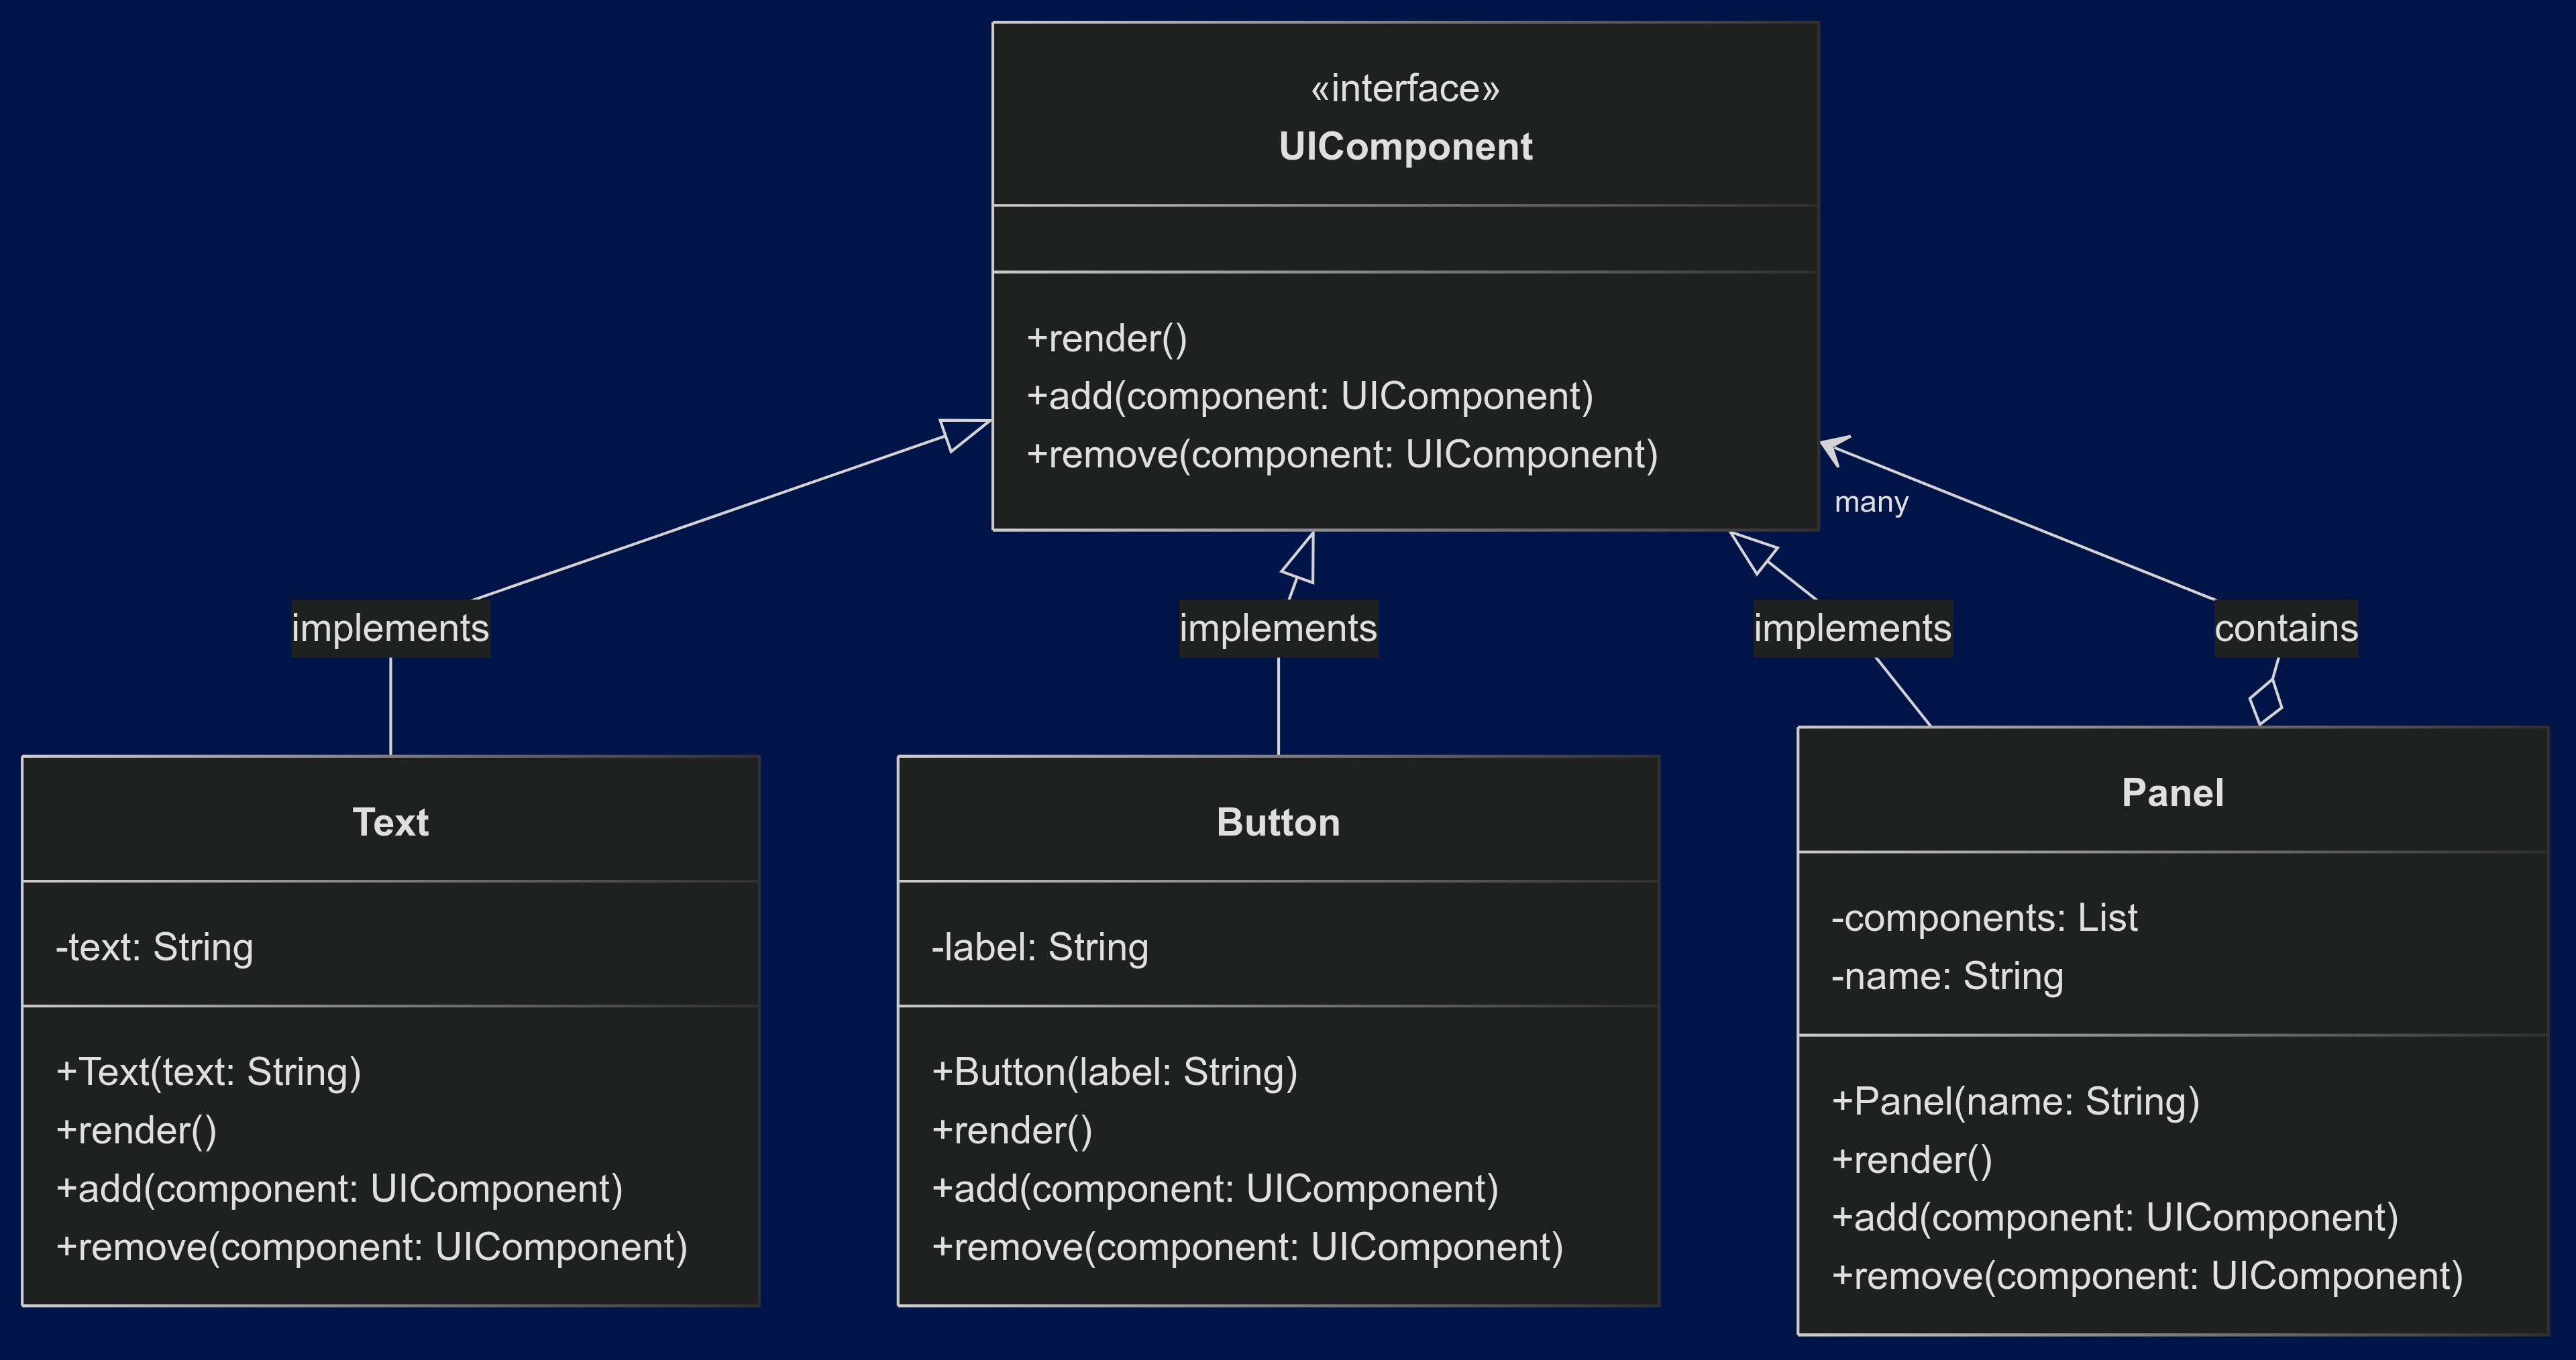 «interface»
UIComponent
+render()
+add(component: UIComponent)
+remove(component: UIComponent)
many
implements
implements
implements
contains
Text
-text: String
+Text(text: String)
+render()
+add(component: UIComponent)
+remove(component: UIComponent)
Button
-label: String
+Button(label: String)
+render()
+add(component: UIComponent)
+remove(component: UIComponent)
Panel
-components: List
-name: String
+Panel(name: String)
+render()
+add(component: UIComponent)
+remove(component: UIComponent)